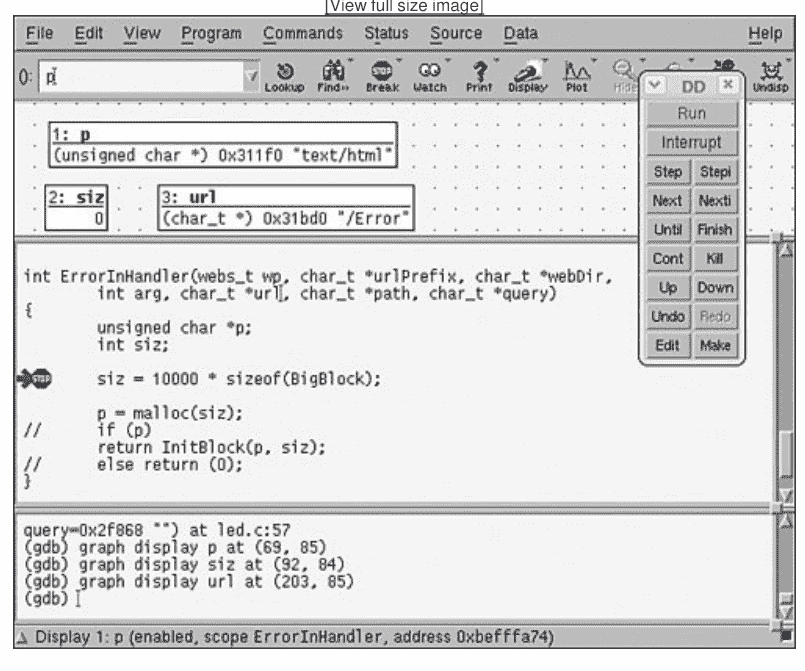 [View full size image]
File Edit View Program Commands Status Source Data Help
(): p
Lookup Find» Break Watch Print Display Plot Hide Undisp
DD
Run
Interrupt
Step Stepi
Next Nexti
Until Finish
Cont Kill
Up Down
Undo Redo
Edit Make
1: p
(unsigned char *) 0x311f0 "text/html"
2: siz
0
3: url
(char_t *) 0x31bd0 "/Error"
int ErrorInHandler(webs_t wp, char_t *urlPrefix, char_t *webDir,
int arg, char_t *url, char_t *path, char_t *query)
{
unsigned char *p;
int siz;
STOP
siz = 10000 * sizeof(BigBlock);
p = malloc(siz);
// if (p)
return InitBlock(p, siz);
// else return (0);
}
query=0x2f868 "") at led.c:57
(gdb) graph display p at (69, 85)
(gdb) graph display siz at (92, 84)
(gdb) graph display url at (203, 85)
(gdb)
Display 1: p (enabled, scope ErrorInHandler, address 0xbefffa74)